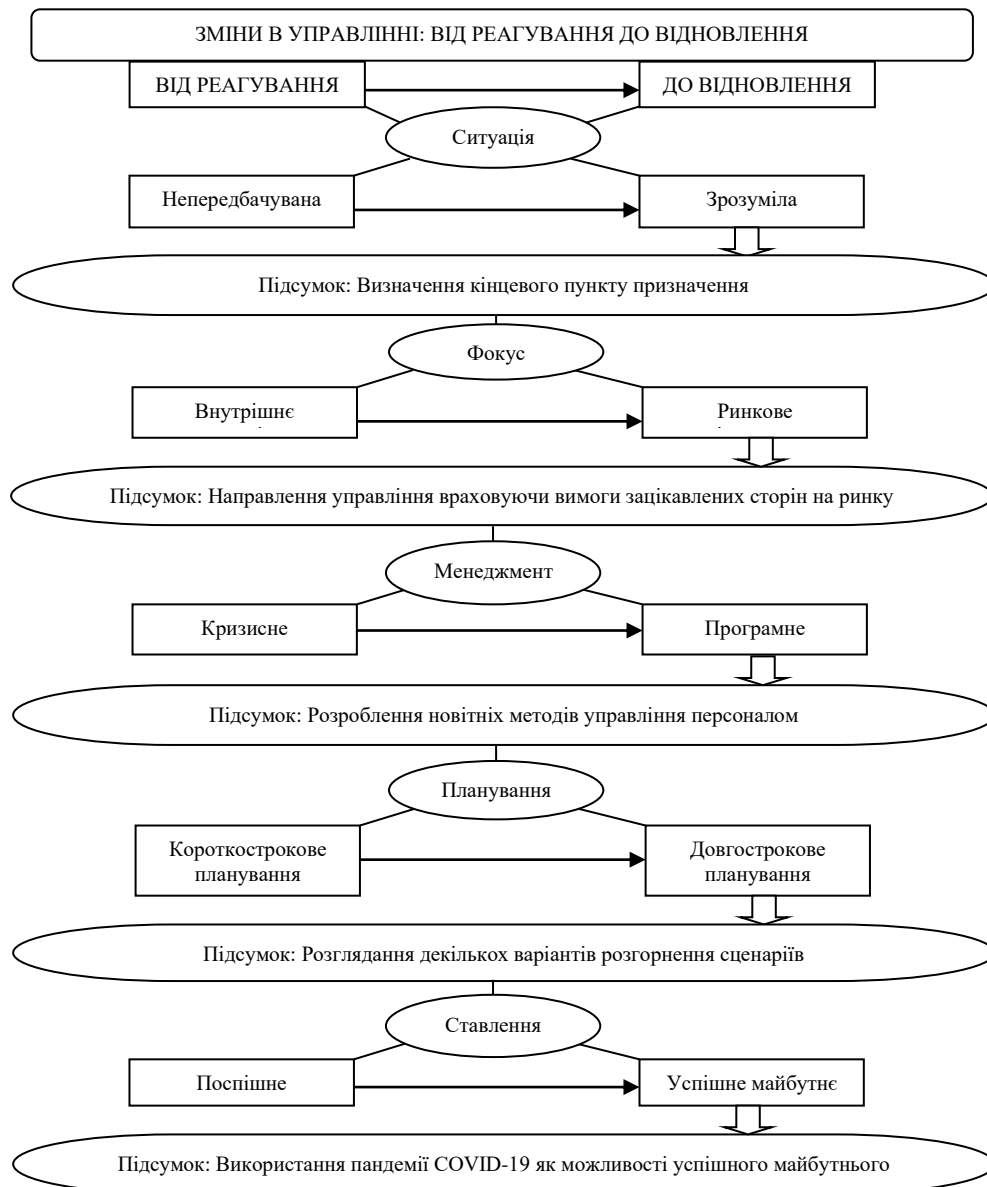 ЗМІНИ В УПРАВЛІННІ: ВІД РЕАГУВАННЯ ДО ВІДНОВЛЕННЯ
ВІД РЕАГУВАННЯ
ДО ВІДНОВЛЕННЯ
Ситуація
Непередбачувана
Зрозуміла
Підсумок: Визначення кінцевого пункту призначення
Фокус
Внутрішнє
Ринкове
Підсумок: Направлення управління враховуючи вимоги зацікавлених сторін на ринку
Менеджмент
Кризисне
Програмне
Підсумок: Розроблення новітніх методів управління персоналом
Планування
Короткострокове
планування
Довгострокове
планування
Підсумок: Розглядання декількох варіантів розгорнення сценаріїв
Ставлення
Поспішне
Успішне майбутнє
Підсумок: Використання пандемії COVID-19 як можливості успішного майбутнього